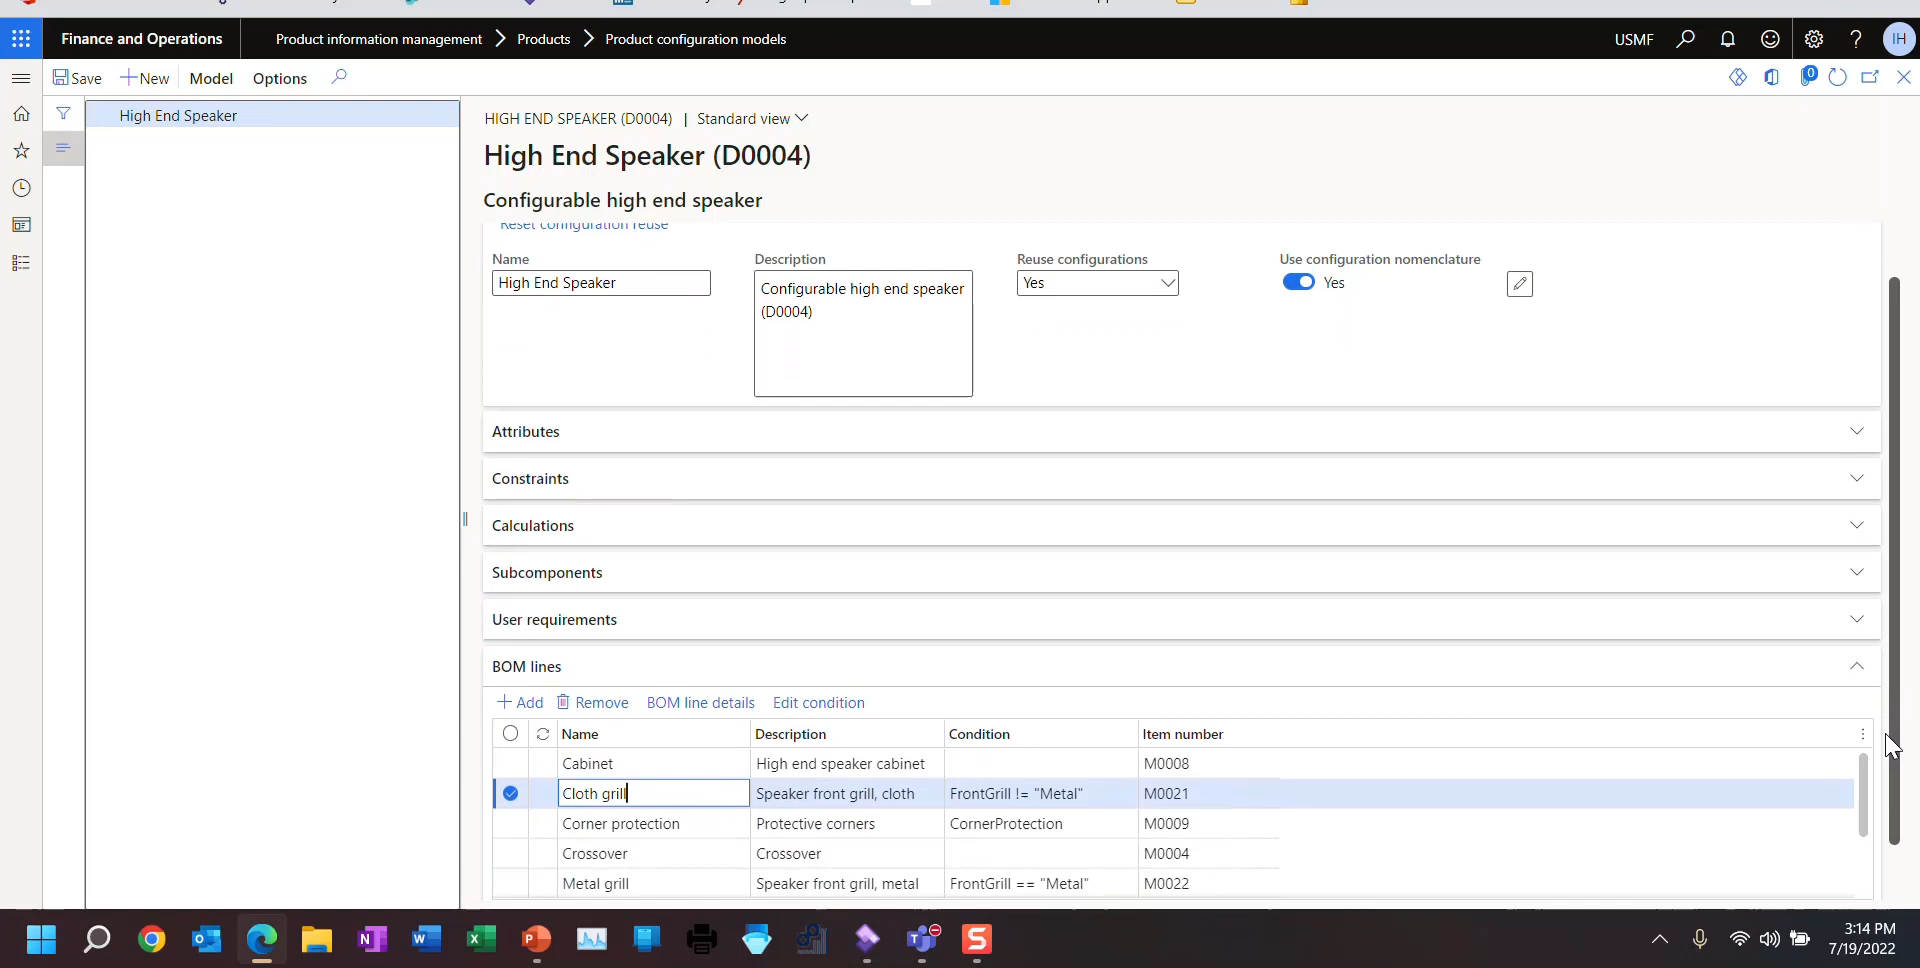 Finance and Operations
Product information management
Products
Product configuration models
USMF
IH
Save
New
Model
Options
0
High End Speaker
HIGH END SPEAKER (D0004) | Standard view
High End Speaker (D0004)
Configurable high end speaker
Reset configuration reuse
Name
Description
Reuse configurations
Use configuration nomenclature
High End Speaker
Configurable high end speaker
(D0004)
Yes
Yes
Attributes
Constraints
Calculations
Subcomponents
User requirements
BOM lines
Add
Remove
BOM line details
Edit condition
Name Description Condition Item number
Cabinet High end speaker cabinet M0008
Cloth grill Speaker front grill, cloth FrontGrill != "Metal" M0021
Corner protection Protective corners CornerProtection M0009
Crossover Crossover M0004
Metal grill Speaker front grill, metal FrontGrill == "Metal" M0022
3:14 PM
7/19/2022